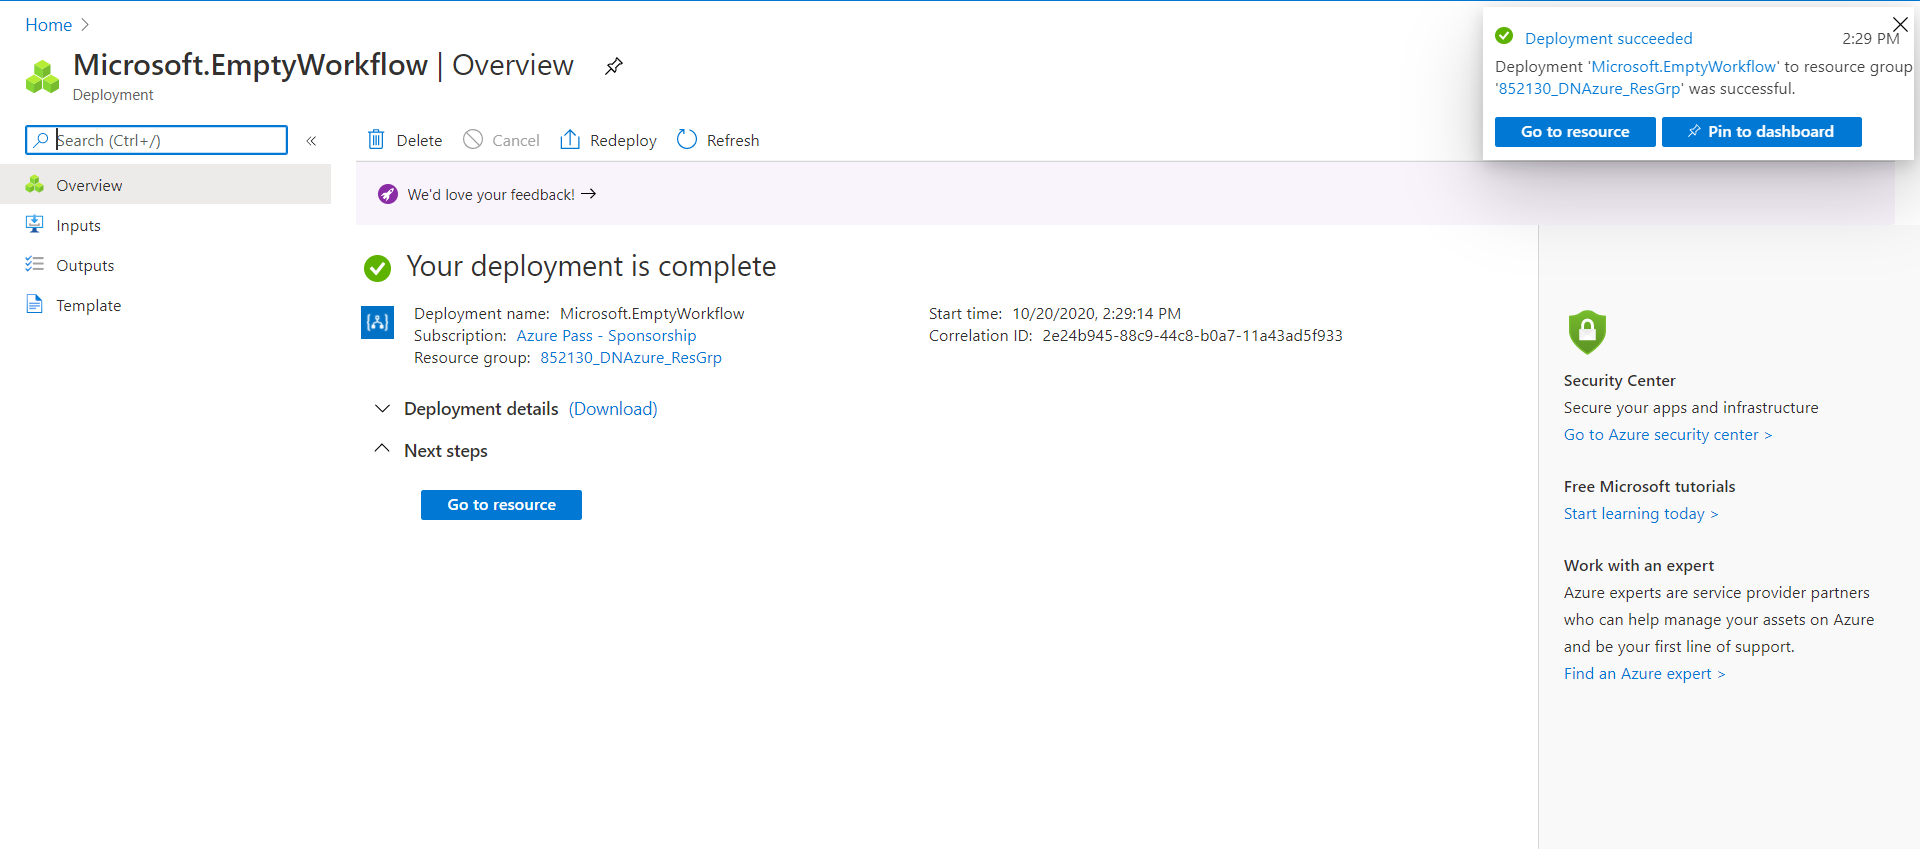 Home
Microsoft.EmptyWorkflow | Overview
Deployment
Search (Ctrl+/)
Overview
Inputs
Outputs
Template
Delete
Cancel
Redeploy
Refresh
We'd love your feedback!
Your deployment is complete
Deployment name: Microsoft.EmptyWorkflow
Subscription: Azure Pass - Sponsorship
Resource group: 852130_DNAzure_ResGrp
Start time: 10/20/2020, 2:29:14 PM
Correlation ID: 2e24b945-88c9-44c8-b0a7-11a43ad5f933
Deployment details (Download)
Next steps
Go to resource
Deployment succeeded 2:29 PM
Deployment 'Microsoft.EmptyWorkflow' to resource group
'852130_DNAzure_ResGrp' was successful.
Go to resource
Pin to dashboard
Security Center
Secure your apps and infrastructure
Go to Azure security center >
Free Microsoft tutorials
Start learning today >
Work with an expert
Azure experts are service provider partners
who can help manage your assets on Azure
and be your first line of support.
Find an Azure expert >